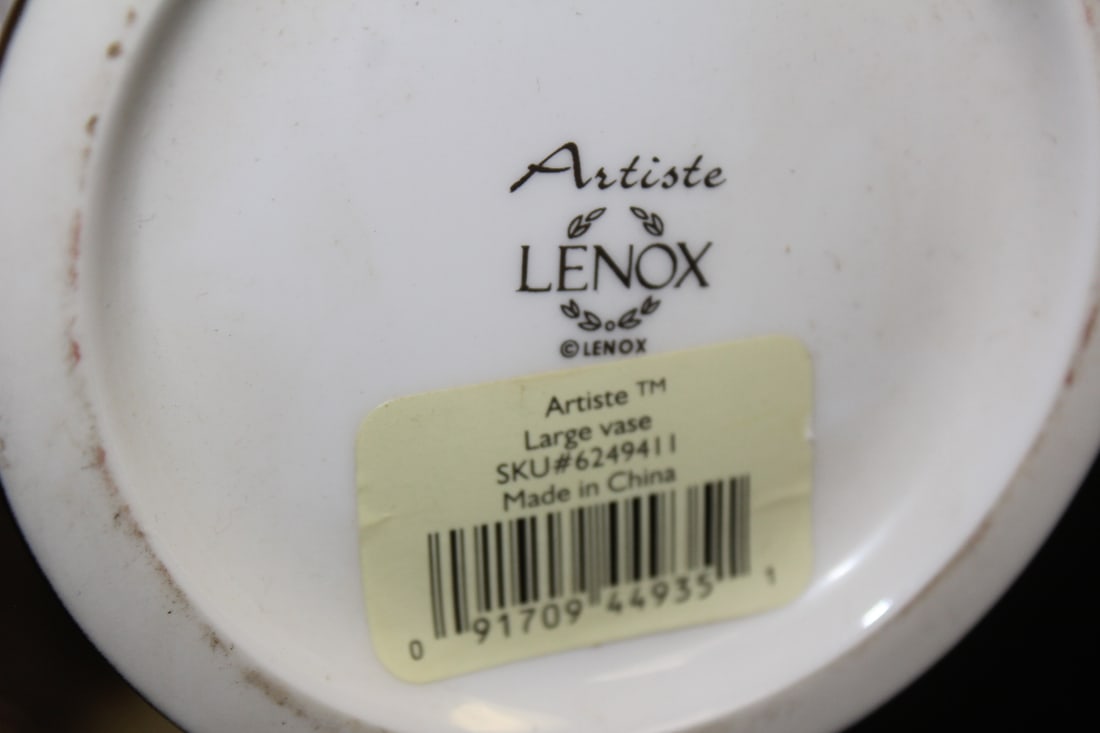 Artiste
LENOX
© LENOX
Artiste ™
Large vase
SKU#6249411
Made in China
0 91709 44935 1